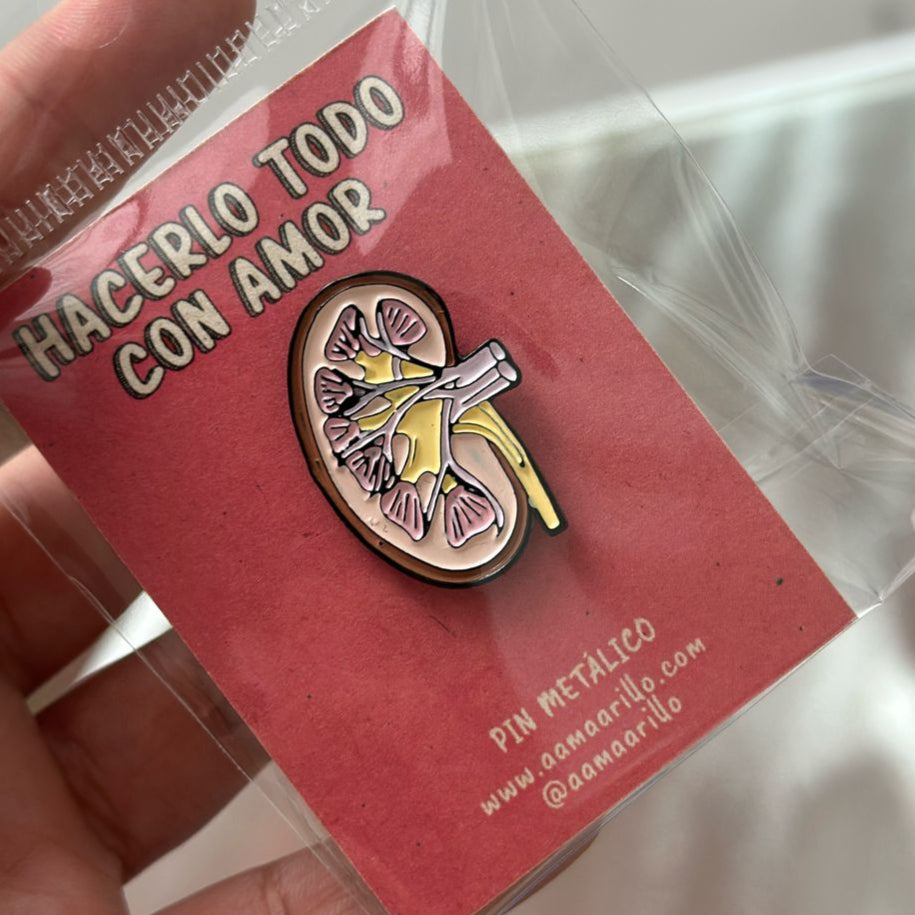 HACERLO TODO
CON AMOR
PIN METÁLICO
www.aamaarillo.com
@aamaarillo